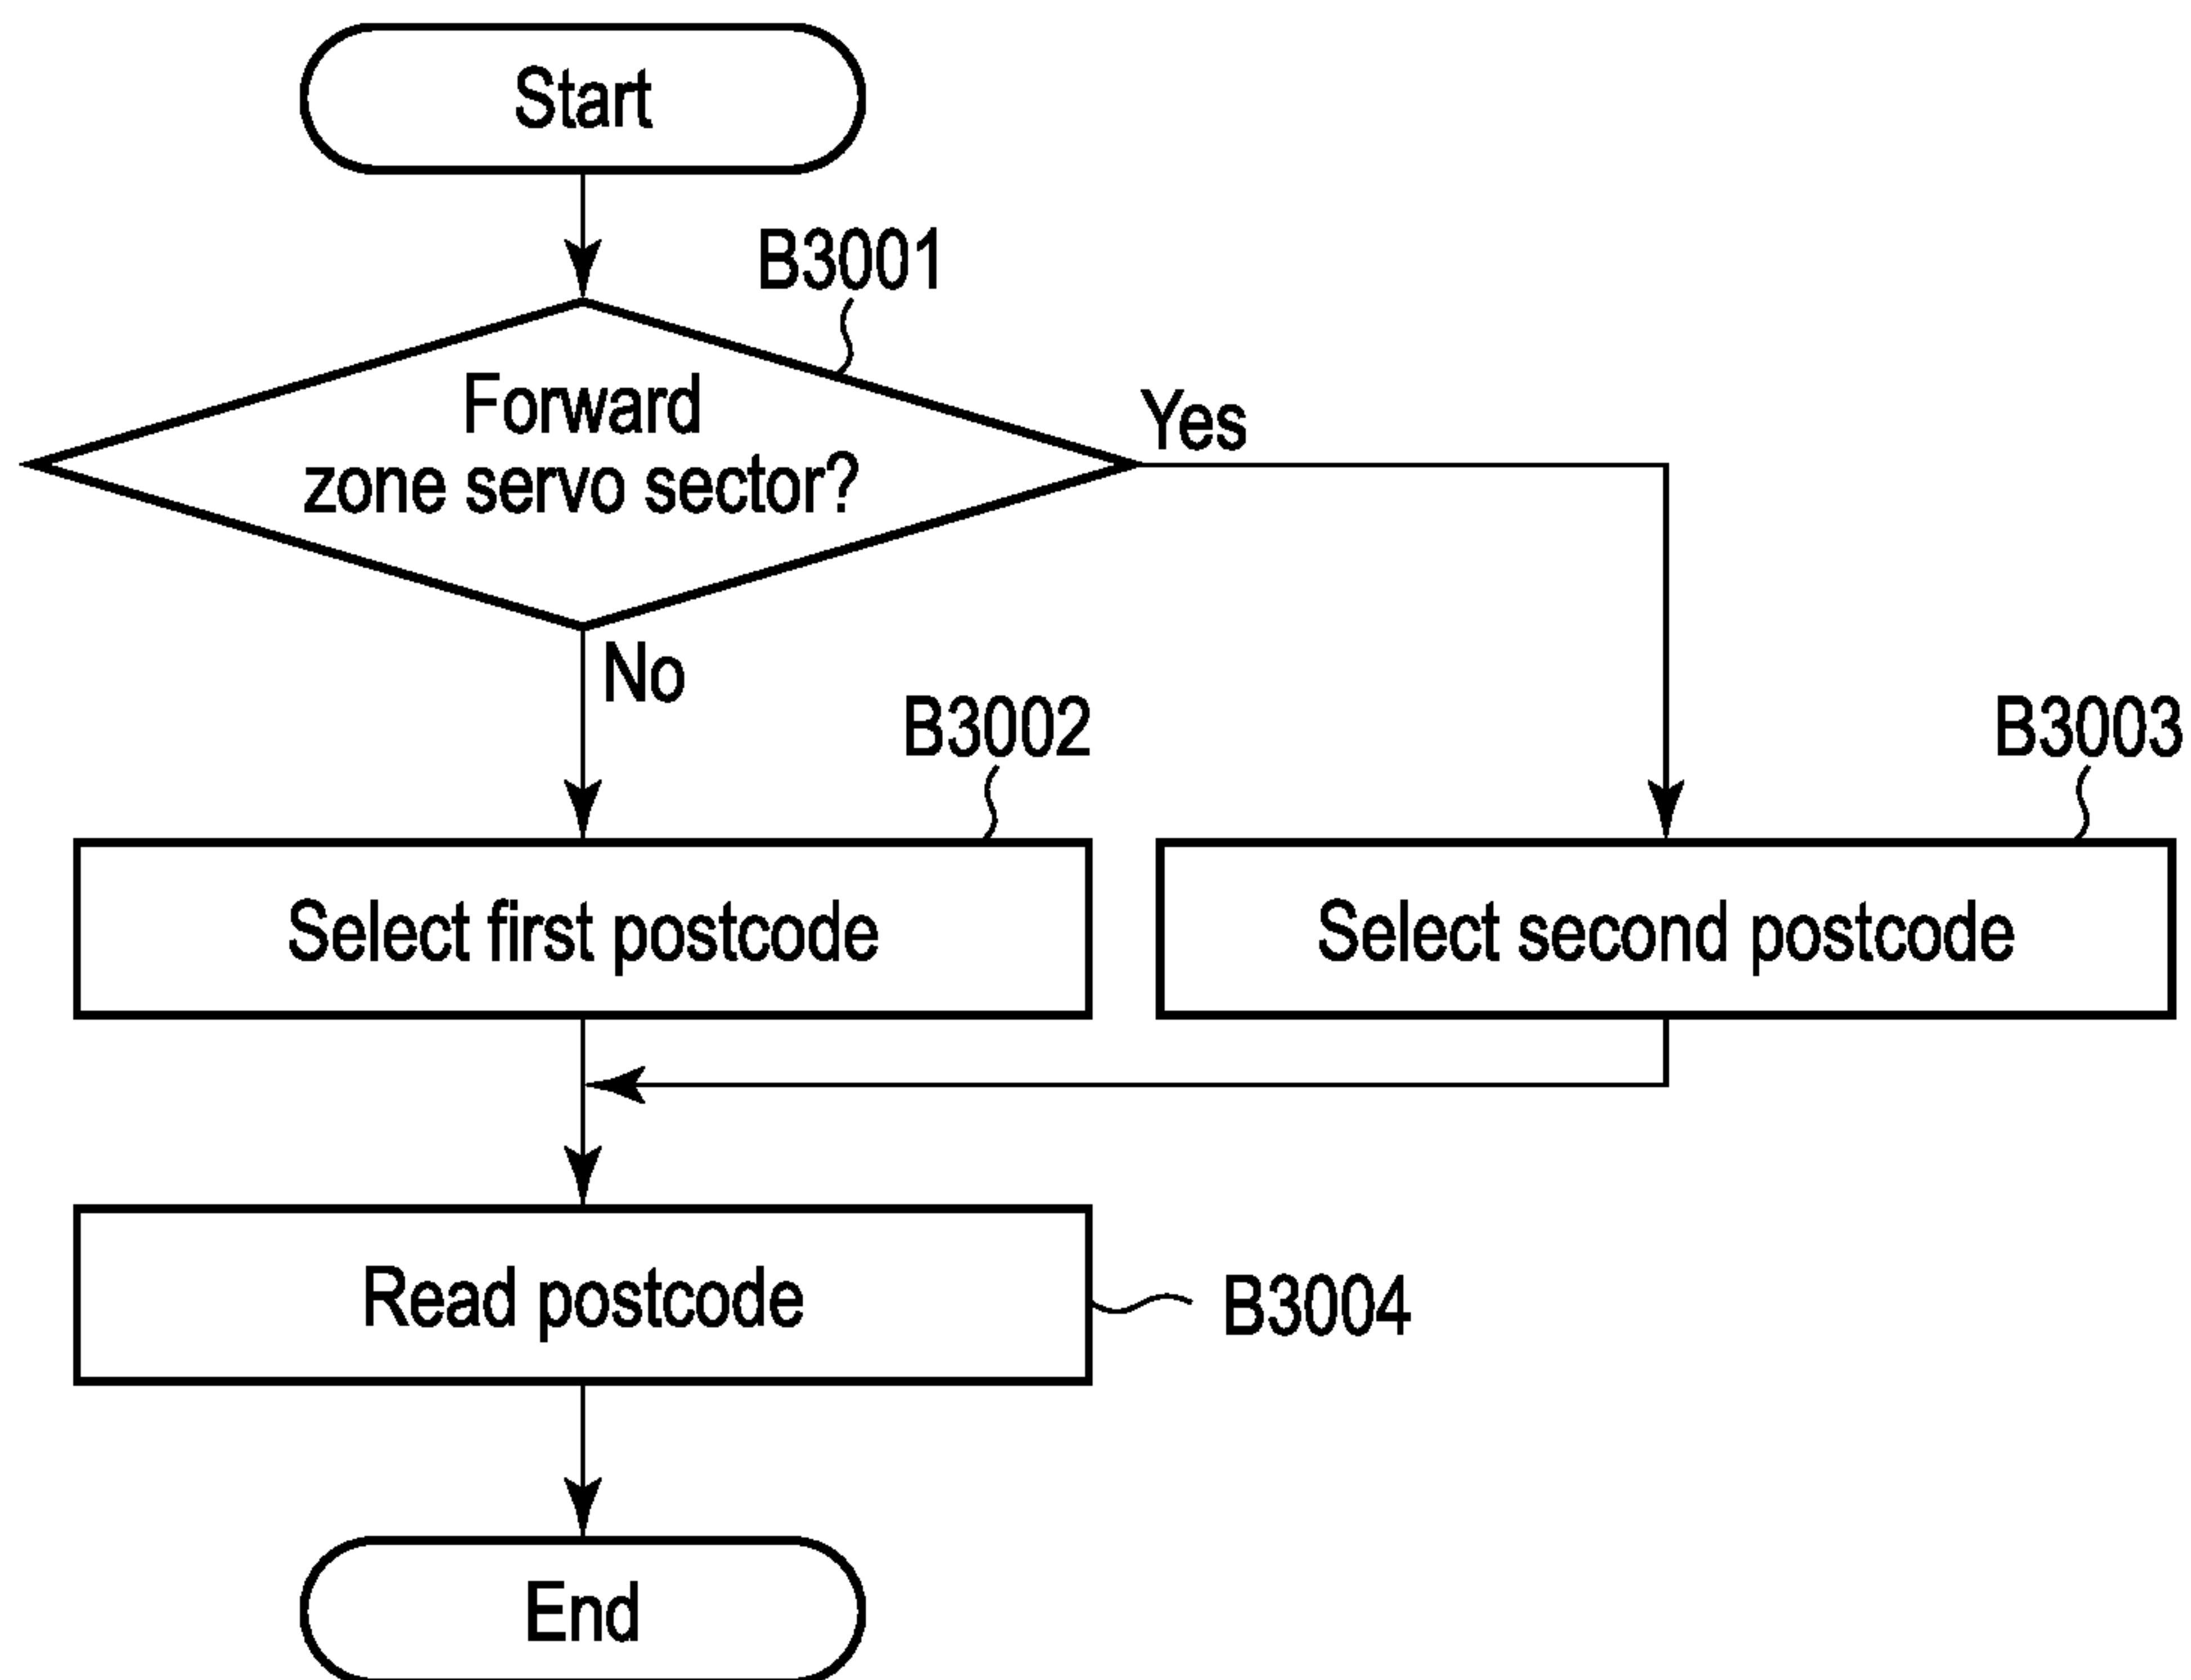 Start
B3001
Forward
zone servo sector?
Yes
No
B3002
B3003
Select first postcode
Select second postcode
Read postcode
B3004
End